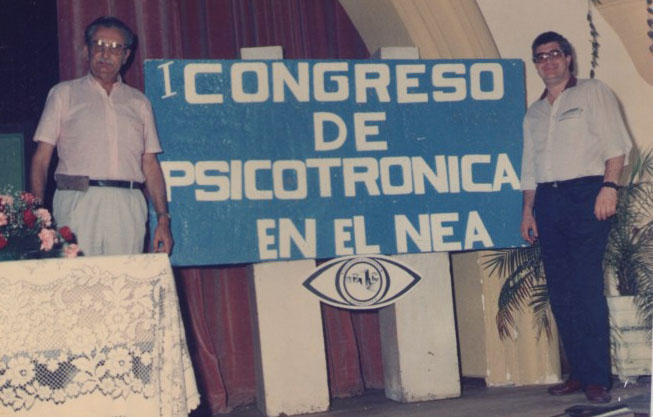 I CONGRESO
DE
PSICOTRONICA
EN EL NEA